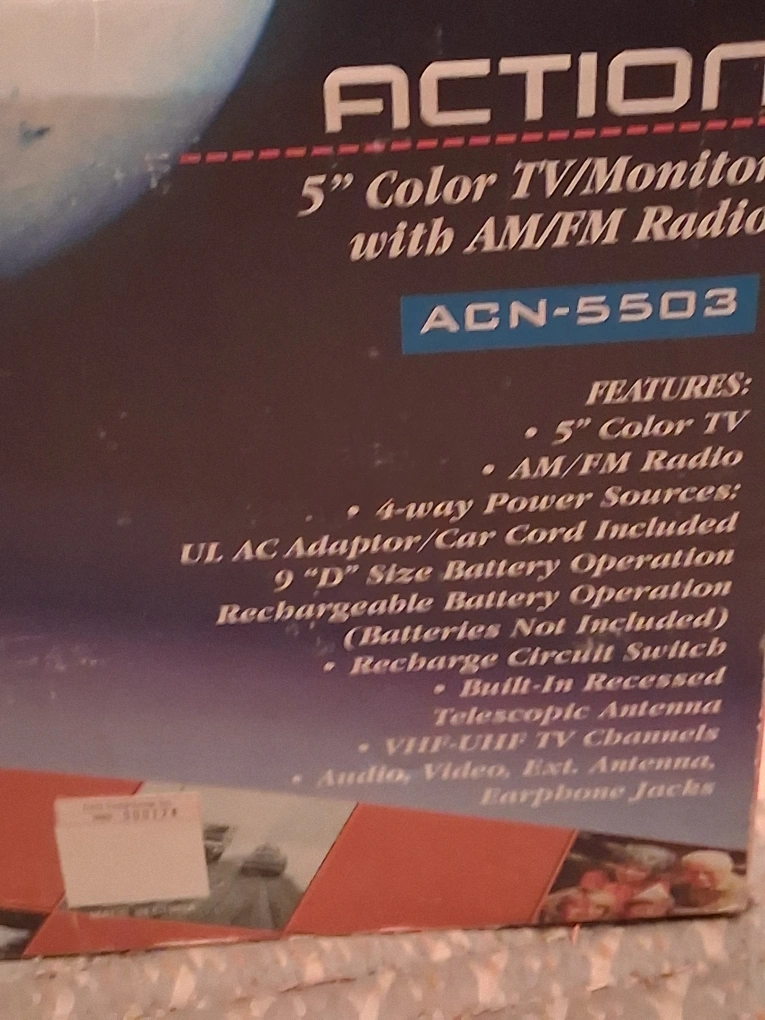 ACTION
5" Color TV/Monitor
with AM/FM Radio
ACN-5503
FEATURES:
• 5" Color TV
• AM/FM Radio
• 4-way Power Sources:
UL AC Adaptor/Car Cord Included
9 "D" Size Battery Operation
Rechargeable Battery Operation
(Batteries Not Included)
• Recharge Circuit Switch
• Built-In Recessed
Telescopic Antenna
• VHF-UHF TV Channels
• Audio, Video, Ext. Antenna,
Earphone Jacks